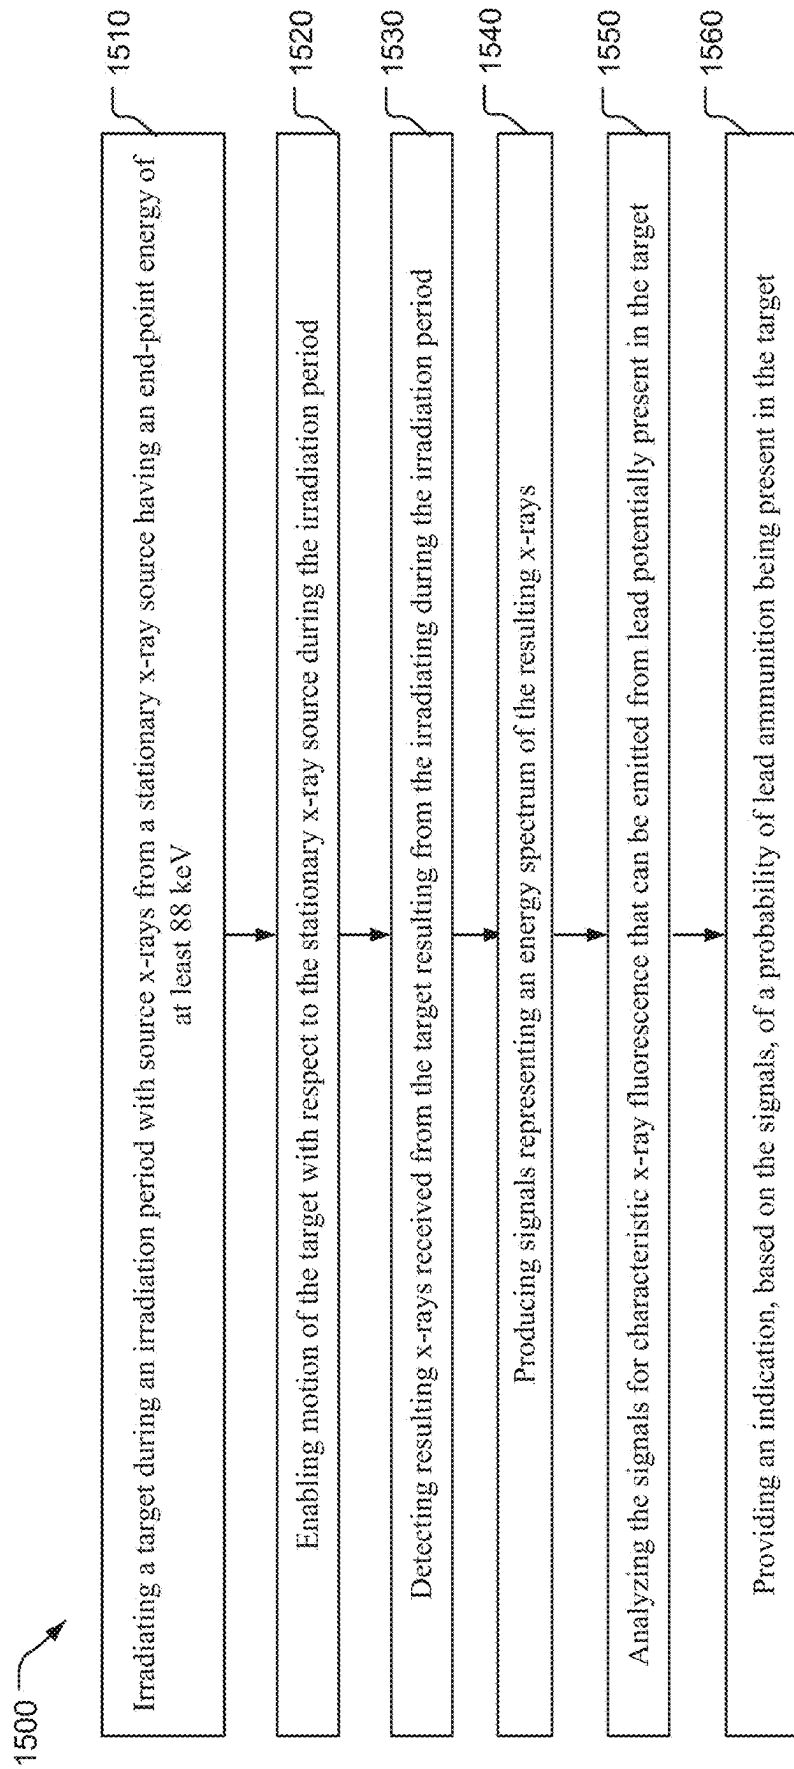 1500
Irradiating a target during an irradiation period with source x-rays from a stationary x-ray source having an end-point energy of
at least 88 keV
1510
Enabling motion of the target with respect to the stationary x-ray source during the irradiation period
1520
Detecting resulting x-rays received from the target resulting from the irradiating during the irradiation period
1530
Producing signals representing an energy spectrum of the resulting x-rays
1540
Analyzing the signals for characteristic x-ray fluorescence that can be emitted from lead potentially present in the target
1550
Providing an indication, based on the signals, of a probability of lead ammunition being present in the target
1560